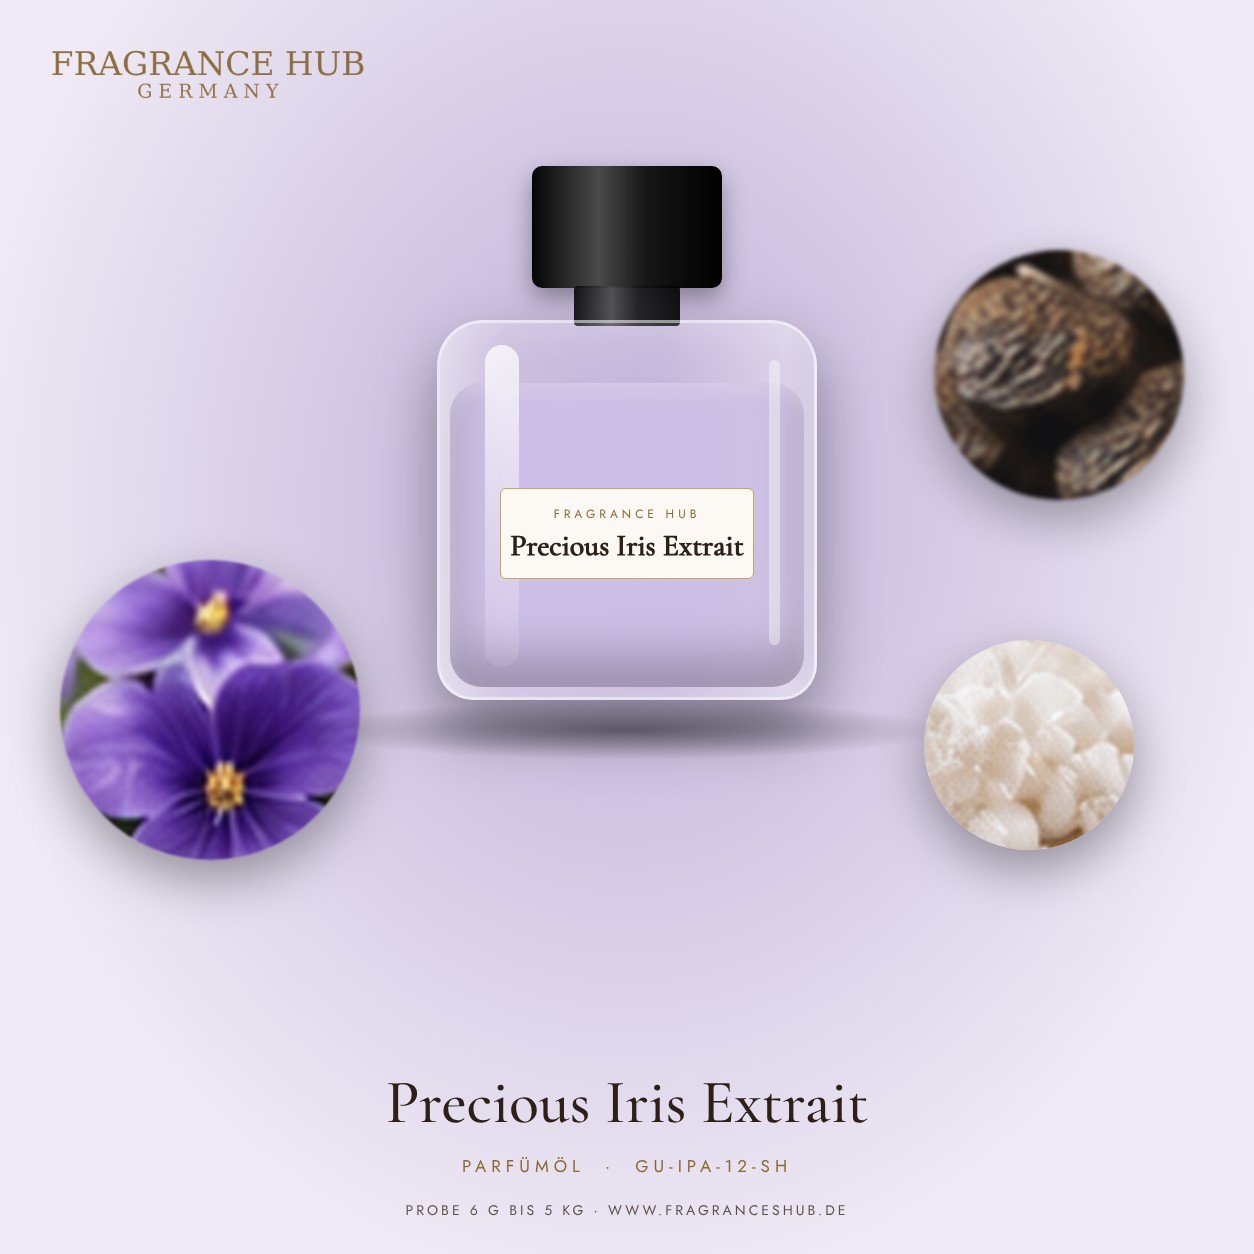 FRAGRANCE HUB
GERMANY
FRAGRANCE HUB
Precious Iris Extrait
Precious Iris Extrait
PARFÜMÖL · GU-IPA-12-SH
PROBE 6 G BIS 5 KG · WWW.FRAGRANCESHUB.DE